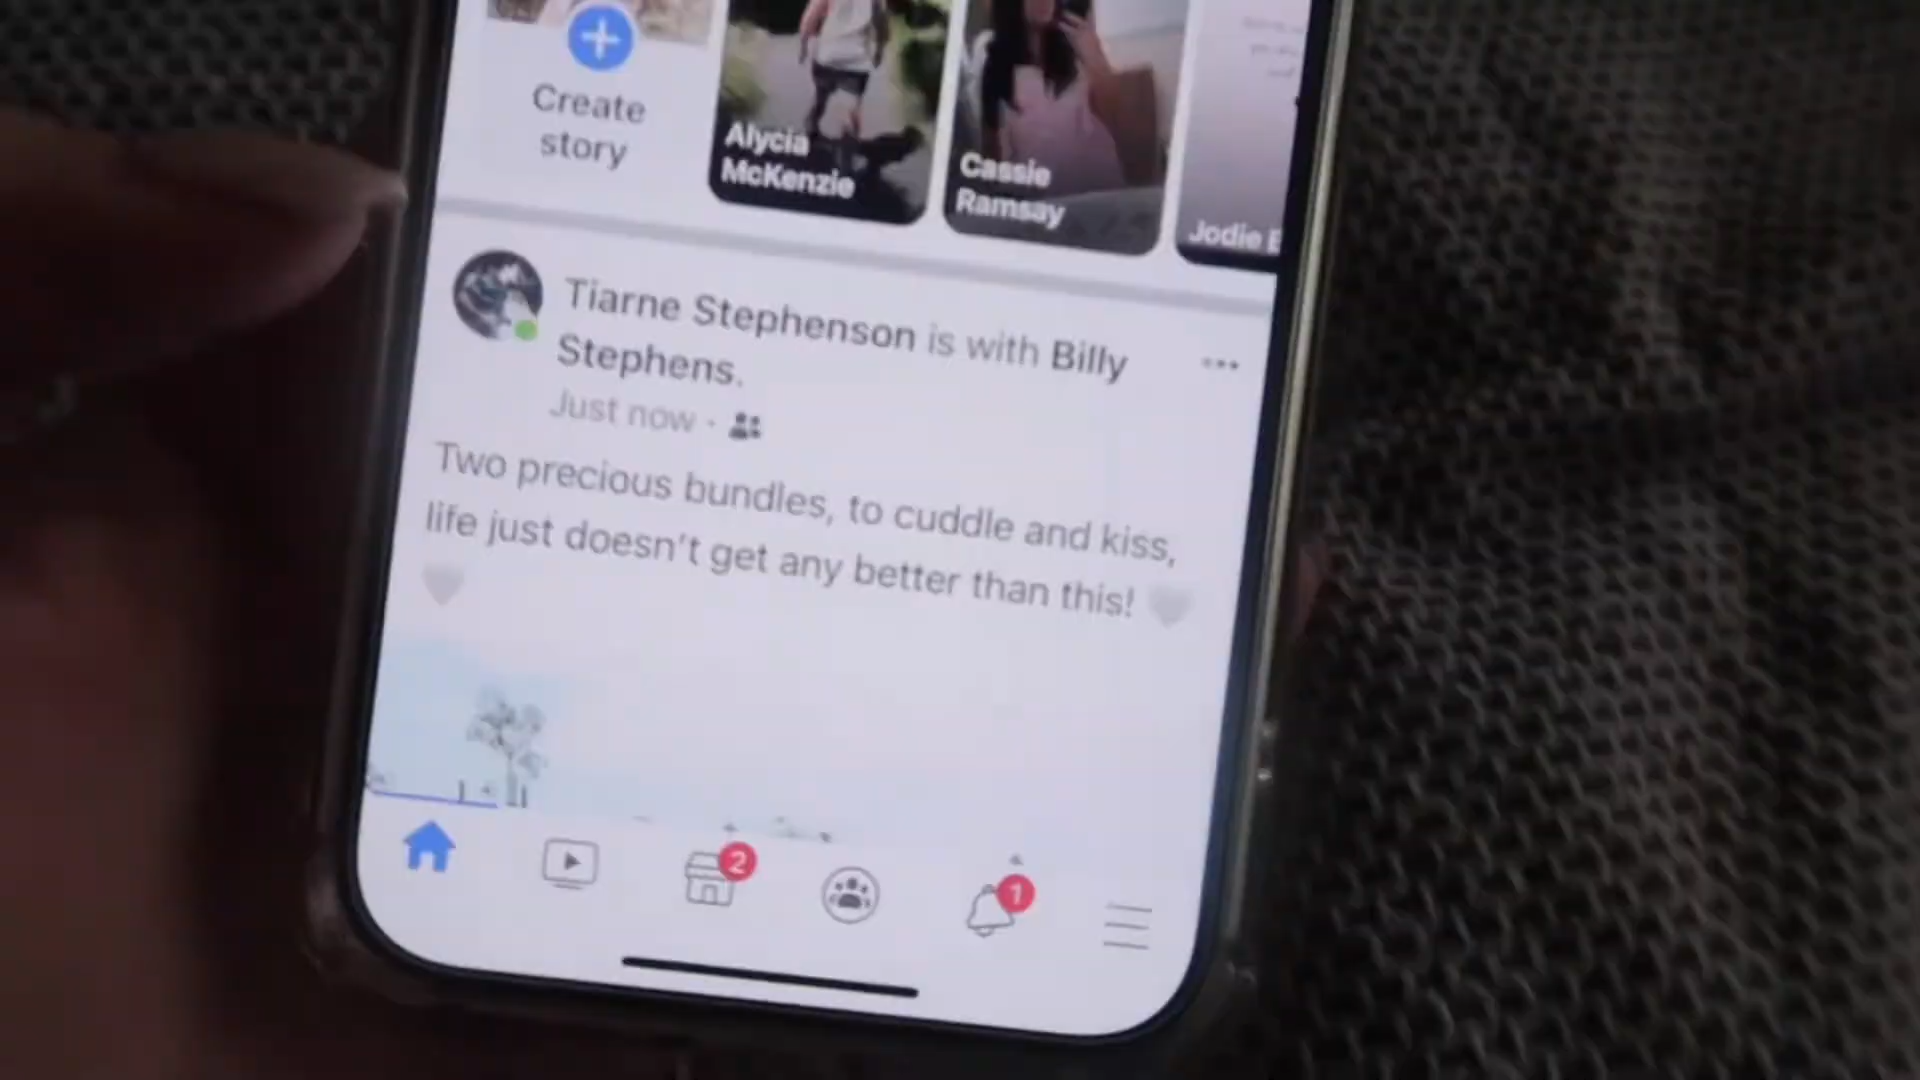 Create
story
Alycia
McKenzie
Cassie
Ramsay
Jodie
Tiarne Stephenson is with Billy
Stephens.
Just now ·
Two precious bundles, to cuddle and kiss,
life just doesn't get any better than this! 🤍
🤍
2
1